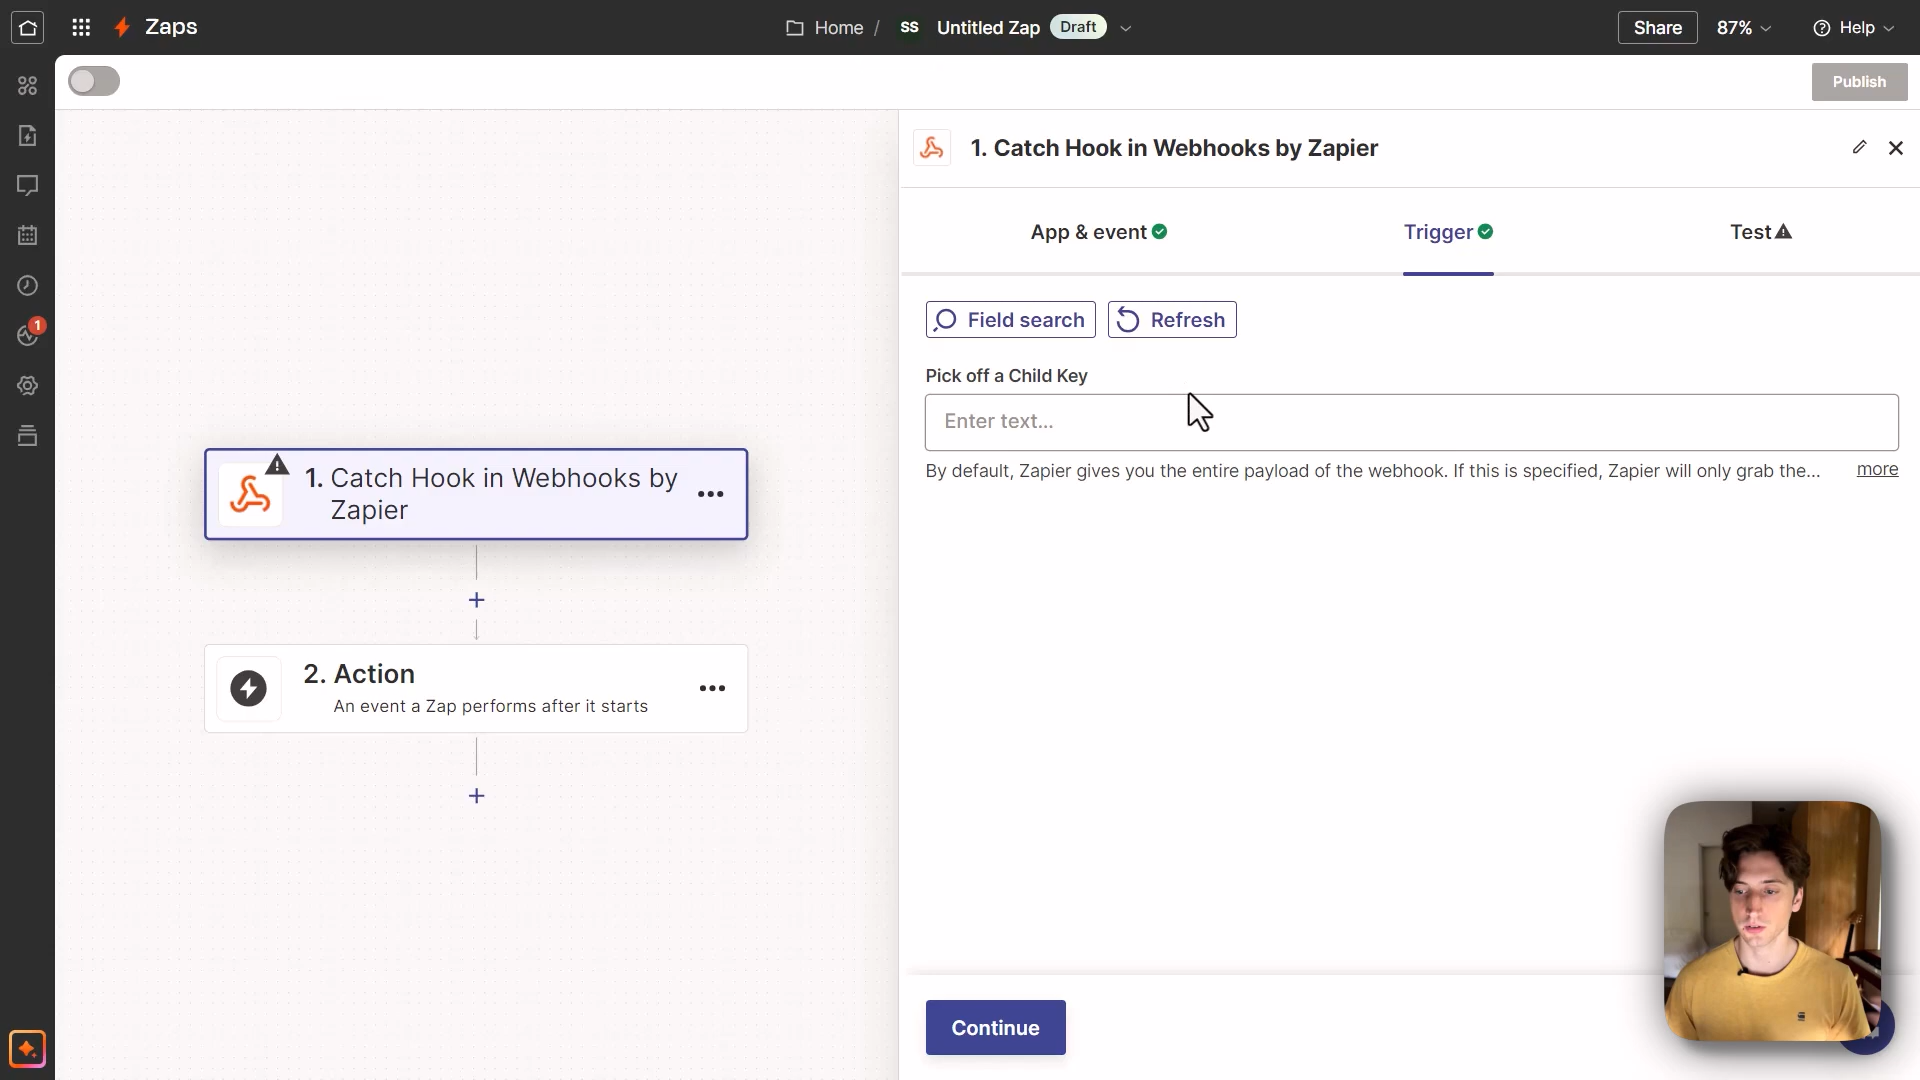 Zaps
Home / SS Untitled Zap Draft
Share 87% Help
Publish
1. Catch Hook in Webhooks by Zapier
App & event
Trigger
Test
Field search
Refresh
Pick off a Child Key
Enter text...
By default, Zapier gives you the entire payload of the webhook. If this is specified, Zapier will only grab the... more
1
1. Catch Hook in Webhooks by
Zapier
2. Action
An event a Zap performs after it starts
Continue